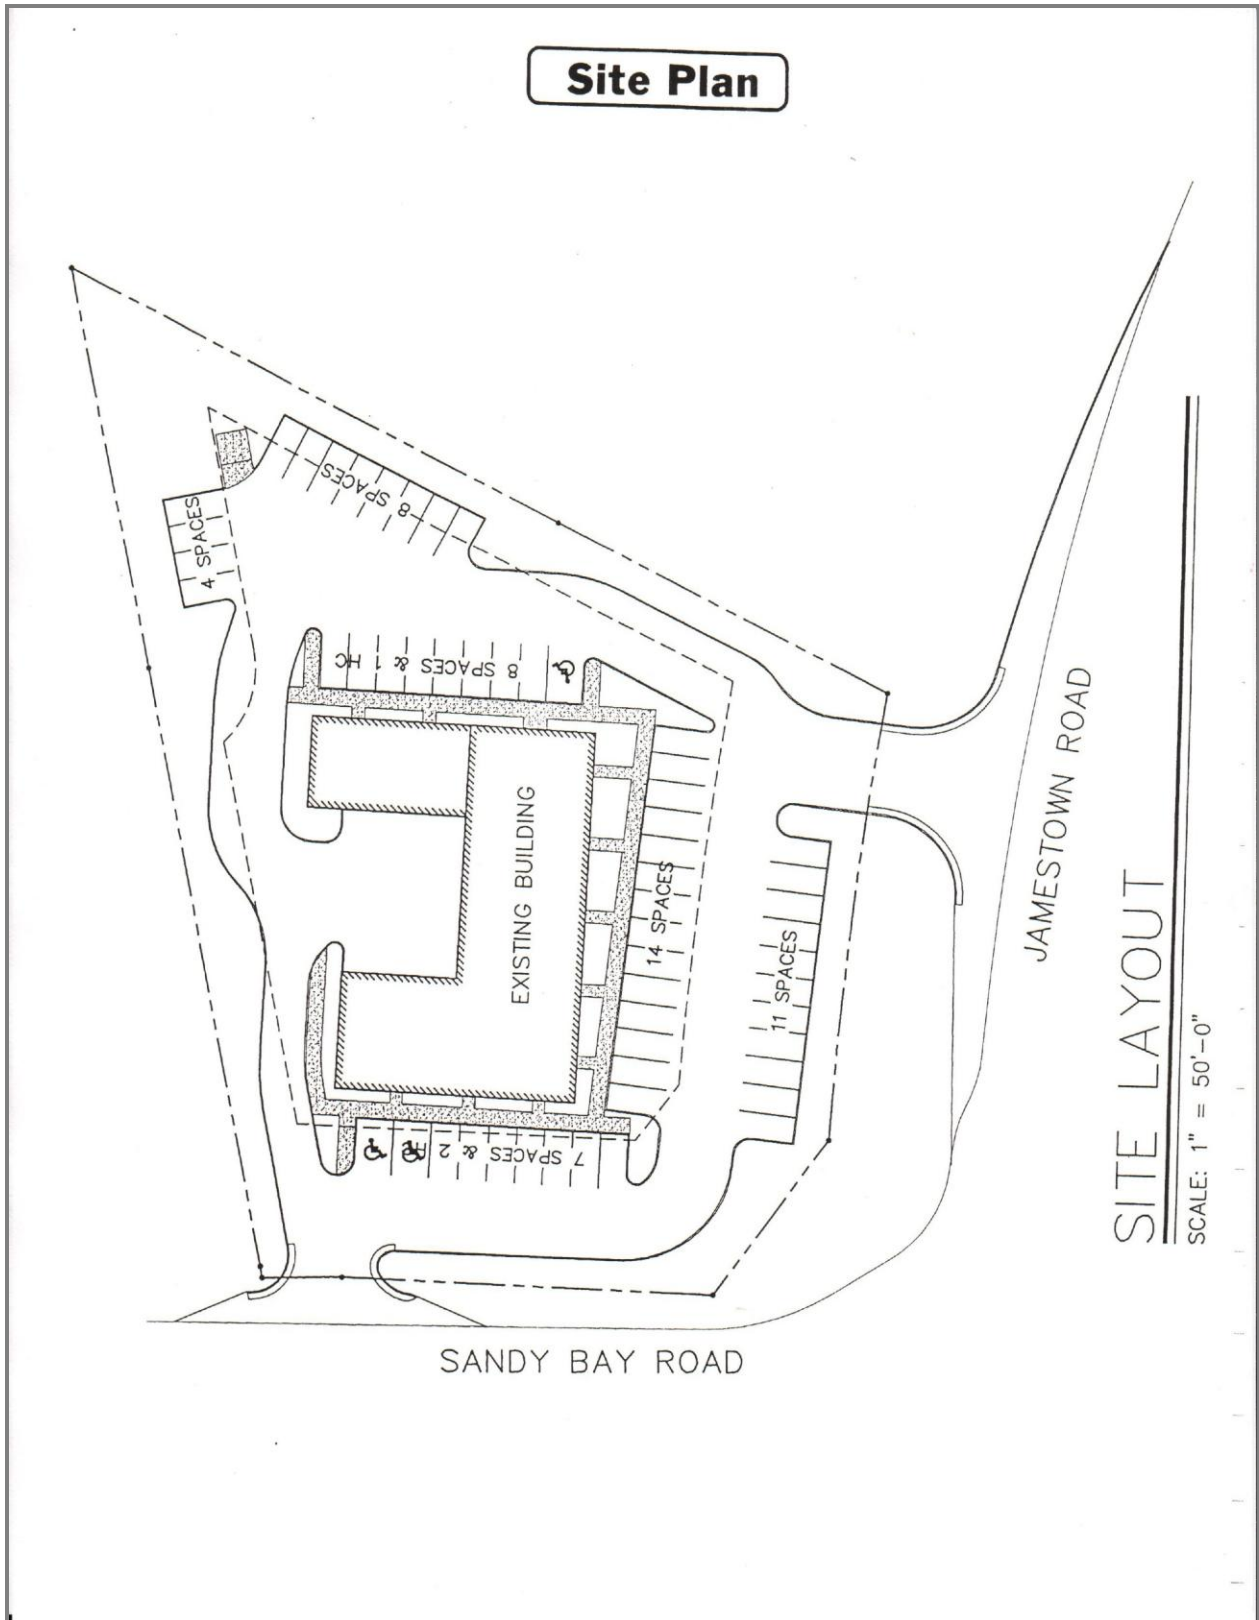 Site Plan
8 SPACES
4 SPACES
8 SPACES & 1 HC
EXISTING BUILDING
14 SPACES
11 SPACES
7 SPACES & 2
JAMESTOWN ROAD
SITE LAYOUT
SCALE: 1" = 50'-0"
SANDY BAY ROAD